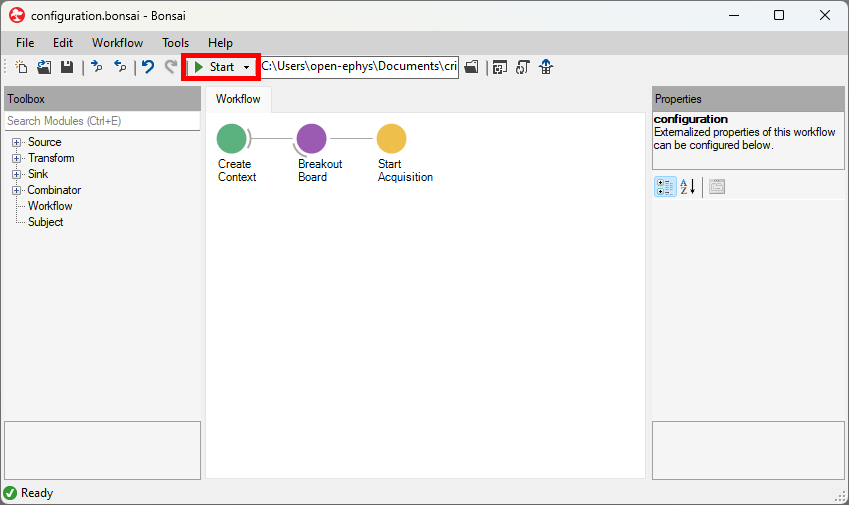 configuration.bonsai - Bonsai
File Edit Workflow Tools Help
Start C:\Users\open-ephys\Documents\cri
Toolbox
Search Modules (Ctrl+E)
Source
Transform
Sink
Combinator
Workflow
Subject
Workflow
Create
Context
Breakout
Board
Start
Acquisition
Properties
configuration
Externalized properties of this workflow
can be configured below.
A
Z
Ready